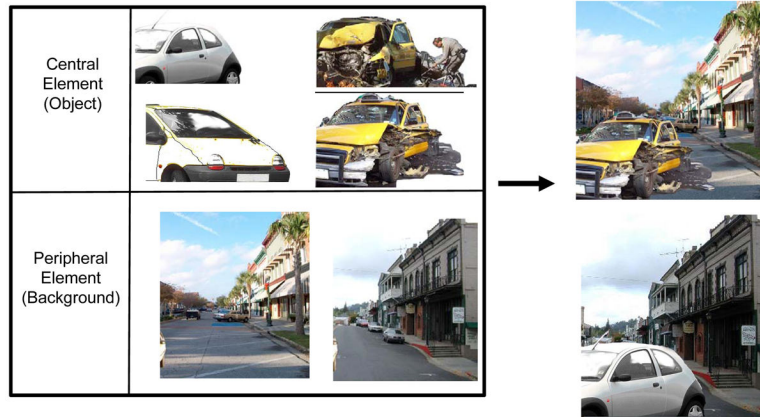 Central
Element
(Object)
Peripheral
Element
(Background)